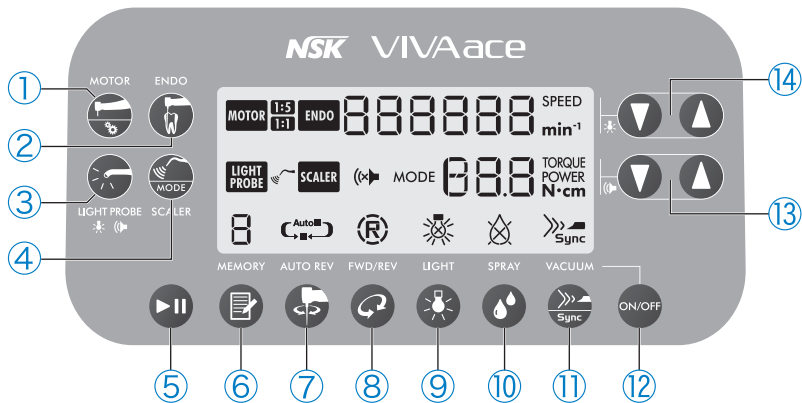 NSK VIVAace
MOTOR ENDO
① ② ③ ④
MOTOR 1:5 1:1 ENDO 888888 SPEED min⁻¹
⑭
LIGHT PROBE SCALER MODE 88.8 TORQUE POWER N·cm
⑬
MODE
LIGHT PROBE SCALER
8 Auto R Sync
MEMORY AUTO REV FWD/REV LIGHT SPRAY VACUUM
Sync ON/OFF
⑤ ⑥ ⑦ ⑧ ⑨ ⑩ ⑪ ⑫